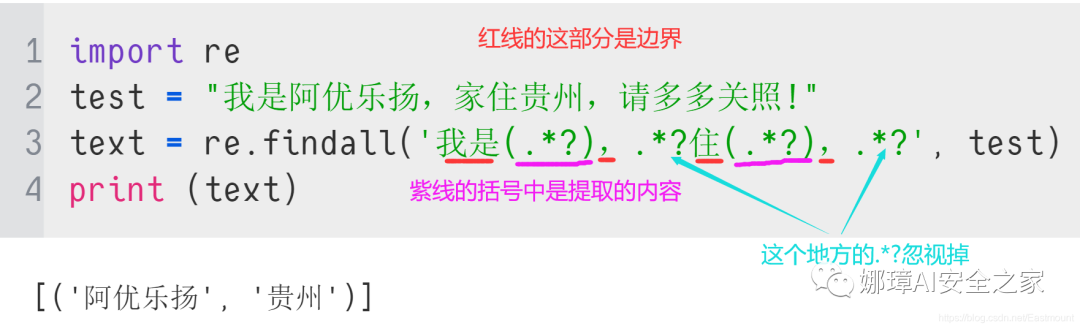 红线的这部分是边界
1 import re
2 test = "我是阿优乐扬，家住贵州，请多多关照!"
3 text = re.findall('我是(.*?)，.*?住(.*?)，.*?', test)
4 print (text)
紫线的括号中是提取的内容
这个地方的.*?忽视掉
[('阿优乐扬', '贵州')]
娜璋AI安全之家
https://blog.csdn.net/Eastmount